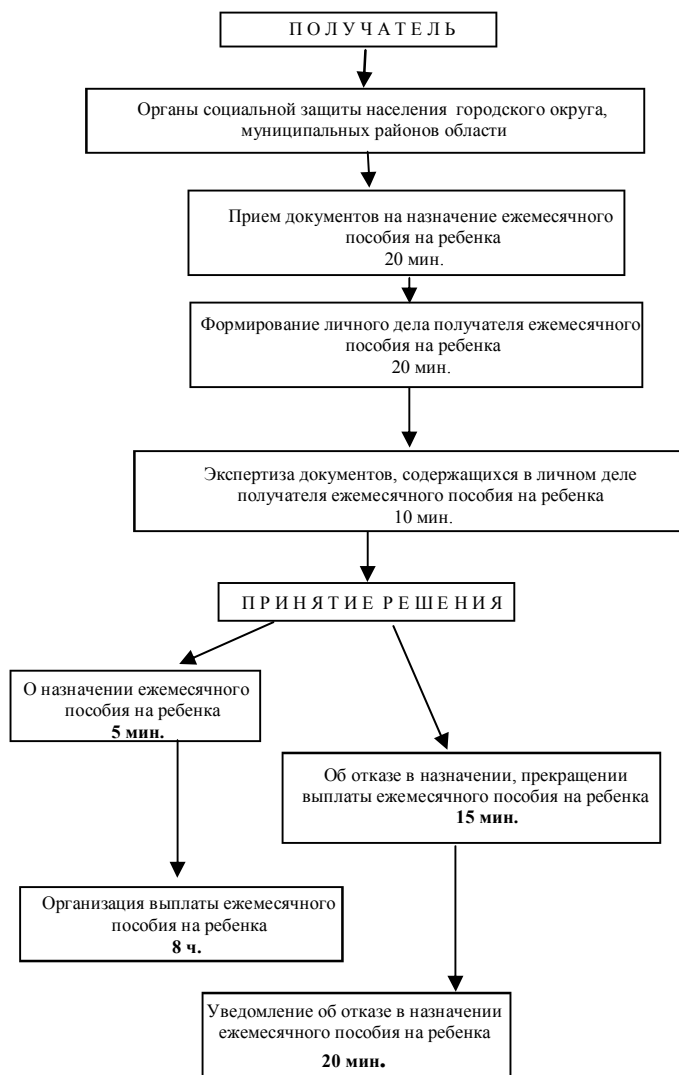 П О Л У Ч А Т Е Л Ь
Органы социальной защиты населения городского округа,
муниципальных районов области
Прием документов на назначение ежемесячного
пособия на ребенка
20 мин.
Формирование личного дела получателя ежемесячного
пособия на ребенка
20 мин.
Экспертиза документов, содержащихся в личном деле
получателя ежемесячного пособия на ребенка
10 мин.
П Р И Н Я Т И Е Р Е Ш Е Н И Я
О назначении ежемесячного
пособия на ребенка
5 мин.
Об отказе в назначении, прекращении
выплаты ежемесячного пособия на ребенка
15 мин.
Организация выплаты ежемесячного
пособия на ребенка
8 ч.
Уведомление об отказе в назначении
ежемесячного пособия на ребенка
20 мин.